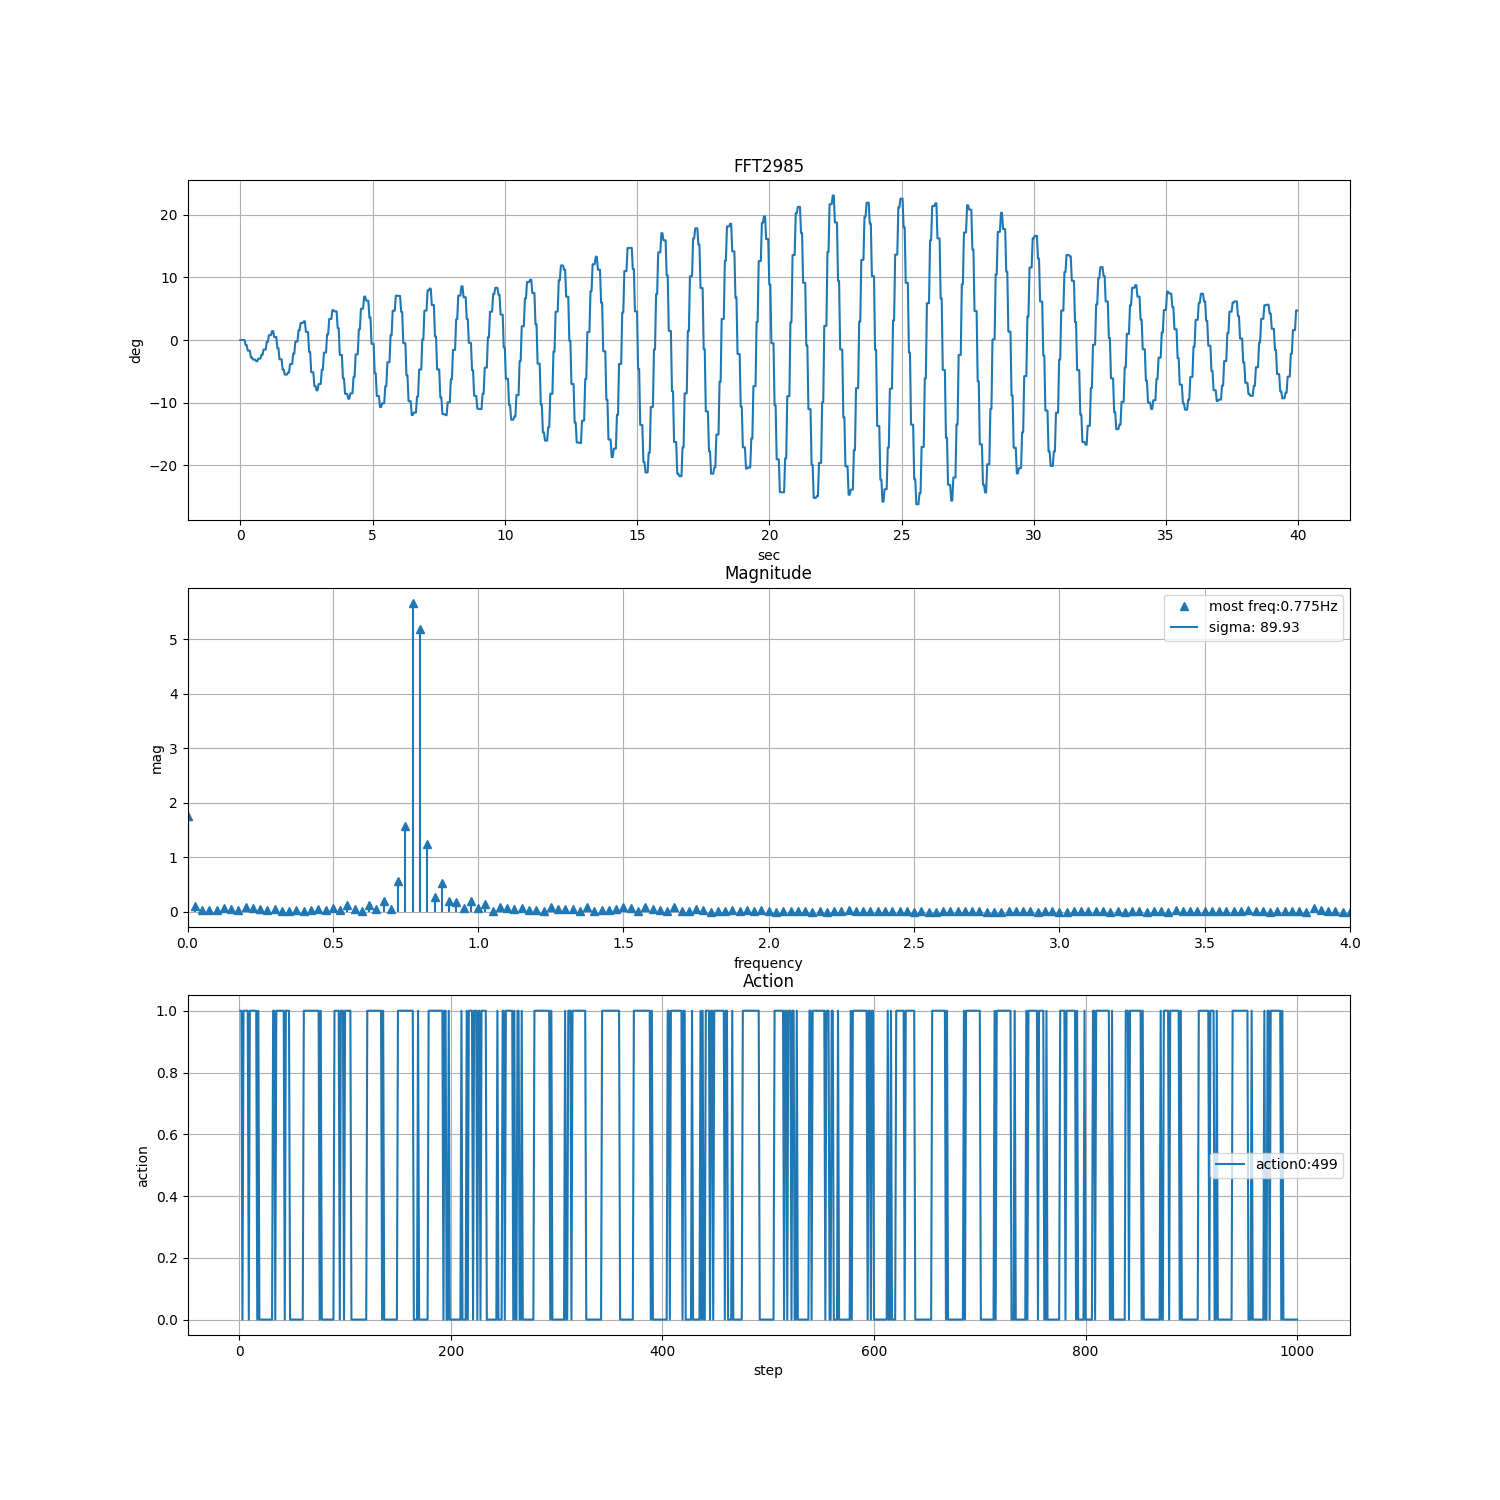 FFT2985
20
10
0
−10
−20
deg
0 5 10 15 20 25 30 35 40
sec
Magnitude
most freq:0.775Hz
sigma: 89.93
5
4
3
2
1
0
mag
0.0 0.5 1.0 1.5 2.0 2.5 3.0 3.5 4.0
frequency
Action
1.0
0.8
0.6
0.4
0.2
0.0
action
action0:499
0 200 400 600 800 1000
step